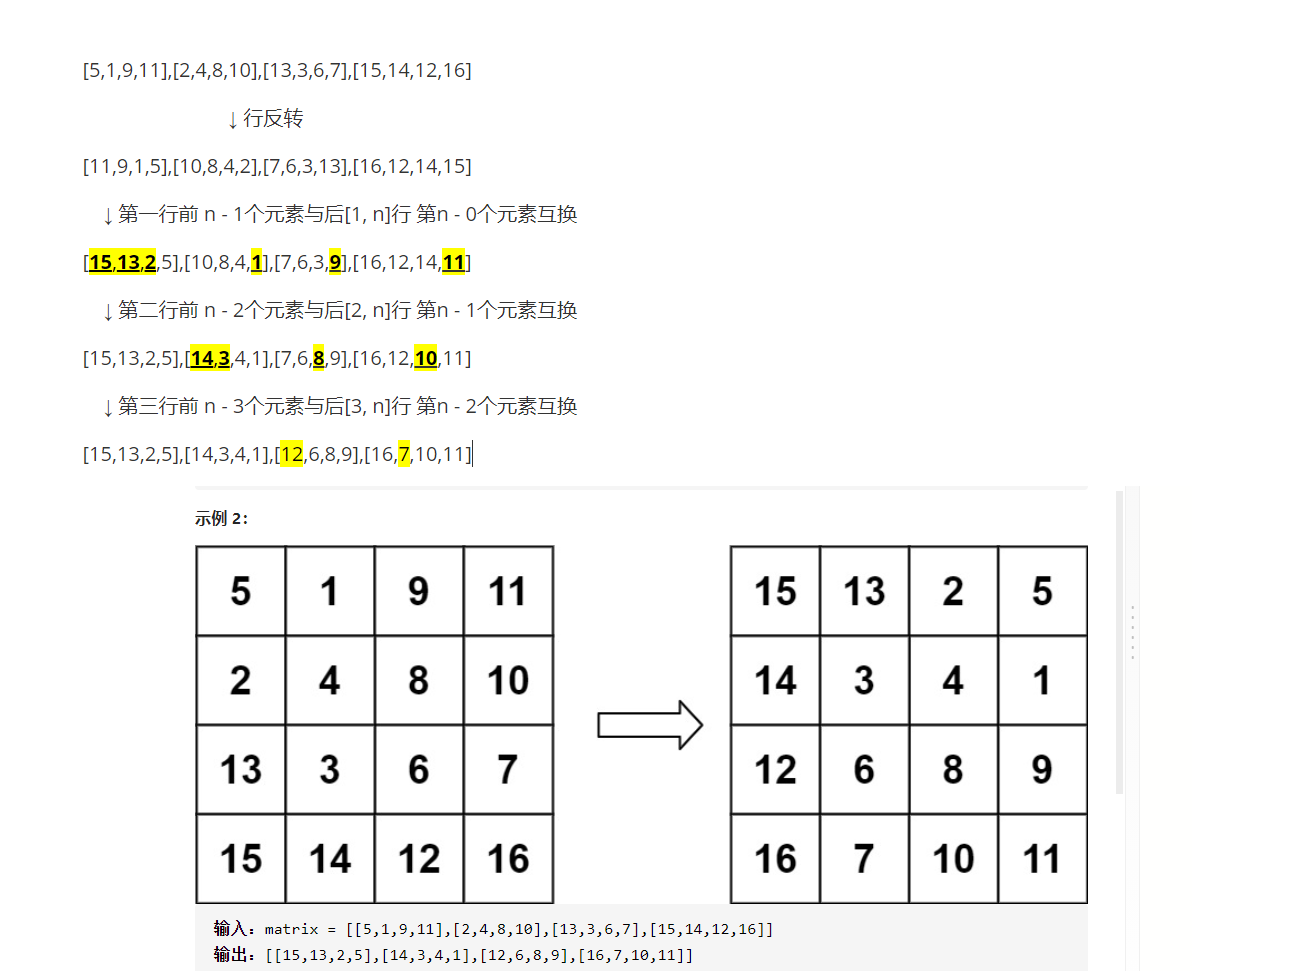 [5,1,9,11],[2,4,8,10],[13,3,6,7],[15,14,12,16]
↓ 行反转
[11,9,1,5],[10,8,4,2],[7,6,3,13],[16,12,14,15]
↓ 第一行前 n - 1个元素与后[1, n]行 第n - 0个元素互换
[15,13,2,5],[10,8,4,1],[7,6,3,9],[16,12,14,11]
↓ 第二行前 n - 2个元素与后[2, n]行 第n - 1个元素互换
[15,13,2,5],[14,3,4,1],[7,6,8,9],[16,12,10,11]
↓ 第三行前 n - 3个元素与后[3, n]行 第n - 2个元素互换
[15,13,2,5],[14,3,4,1],[12,6,8,9],[16,7,10,11]
示例 2：
5 1 9 11 15 13 2 5
2 4 8 10 14 3 4 1
13 3 6 7 12 6 8 9
15 14 12 16 16 7 10 11
输入：matrix = [[5,1,9,11],[2,4,8,10],[13,3,6,7],[15,14,12,16]]
输出：[[15,13,2,5],[14,3,4,1],[12,6,8,9],[16,7,10,11]]